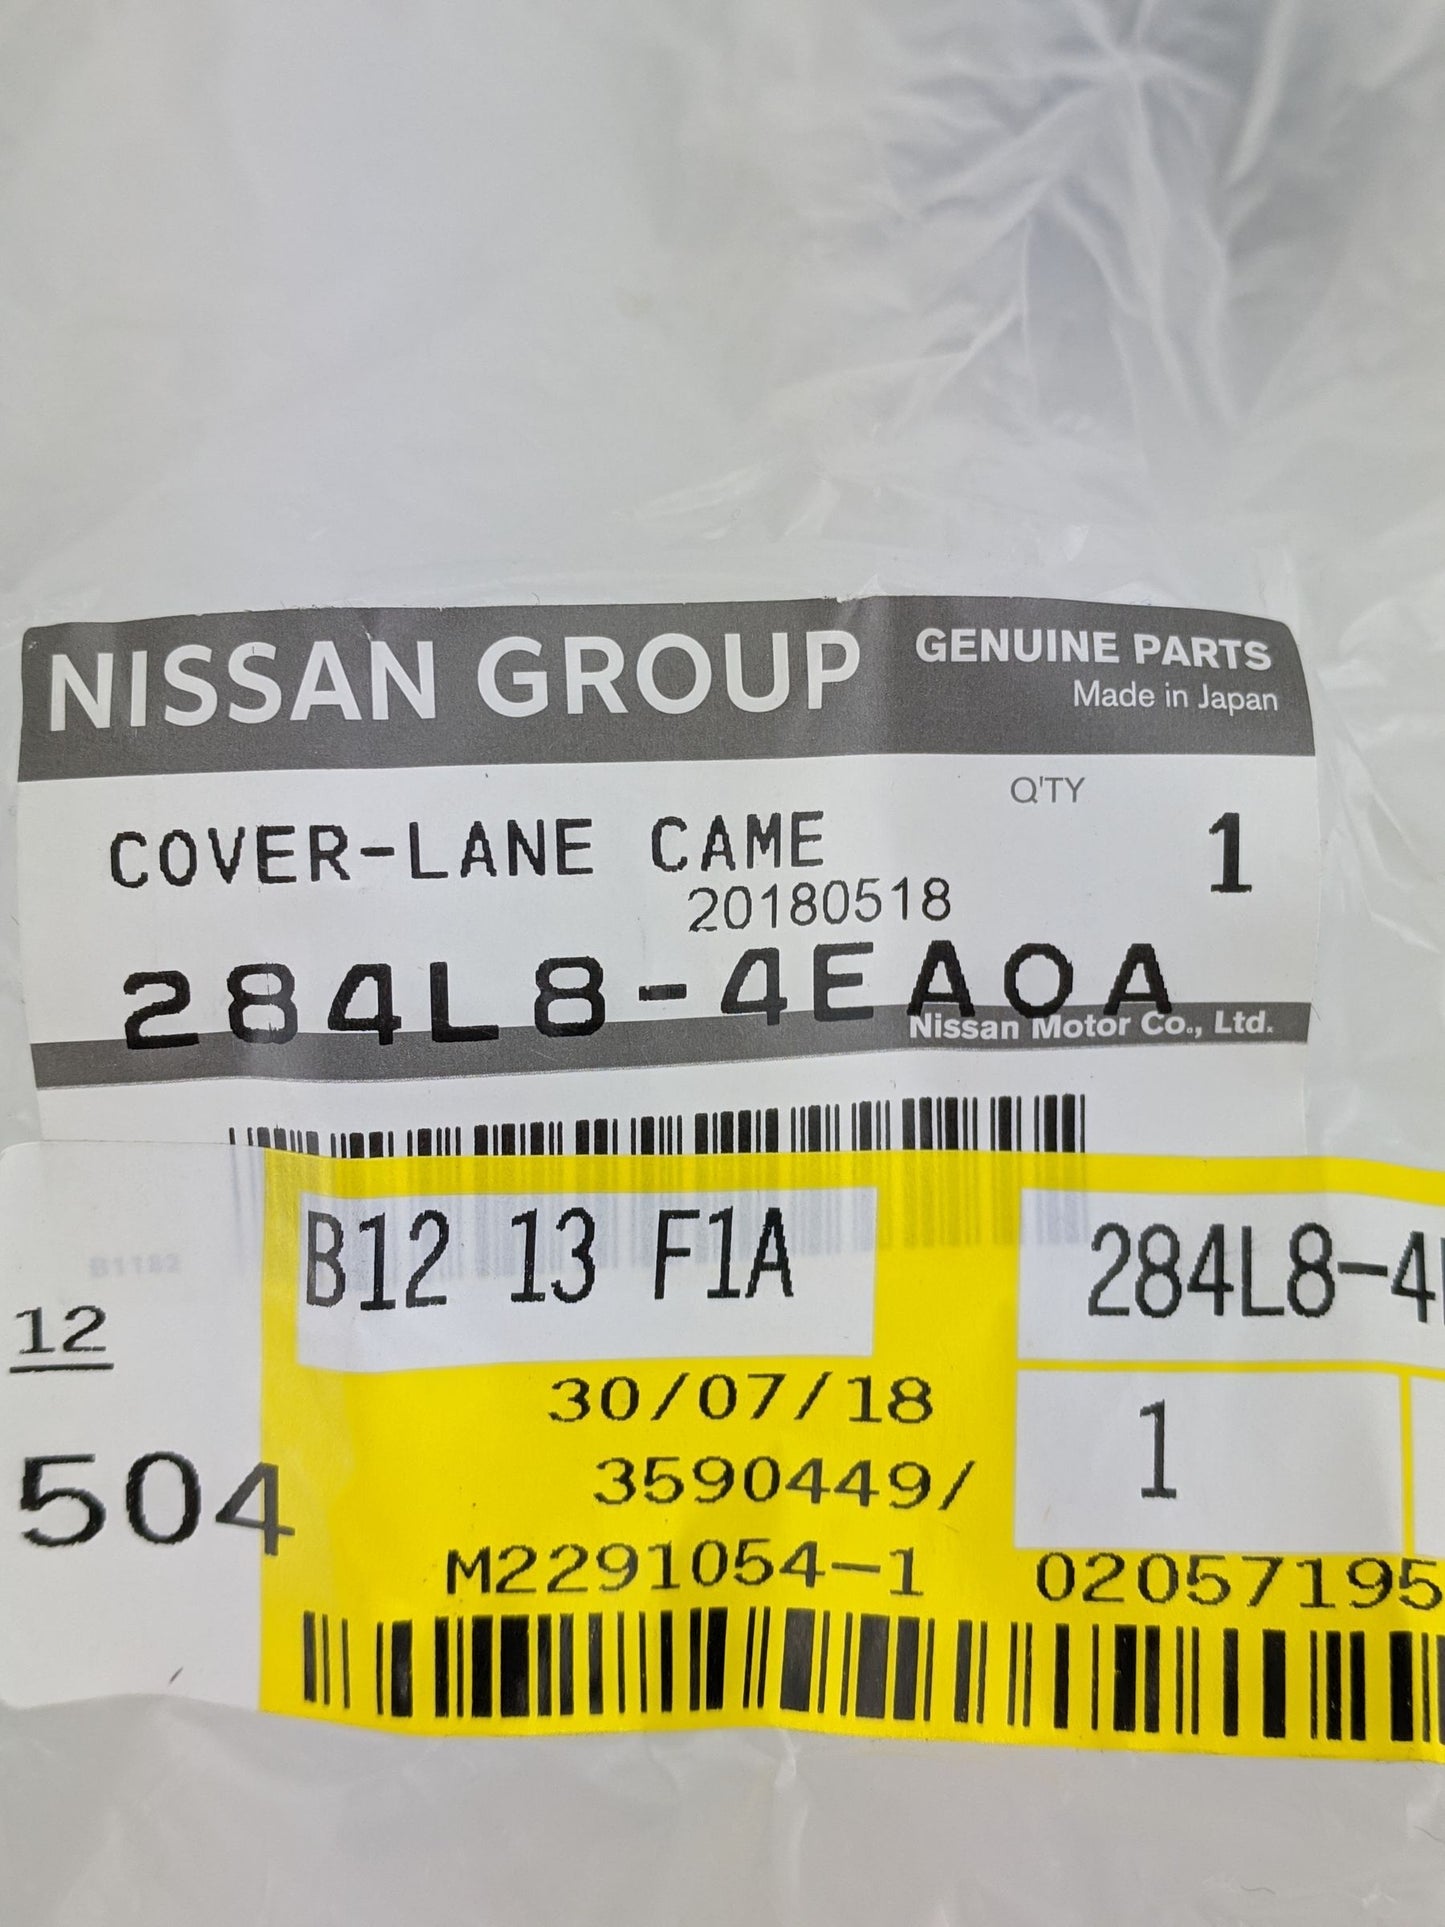 NISSAN GROUP
GENUINE PARTS
Made in Japan
Q'TY
COVER-LANE CAME
1
20180518
284L8-4EA0A
Nissan Motor Co., Ltd.
B1182
B12 13 F1A
284L8-4
12
30/07/18
1
504
3590449/
M2291054-1
02057195